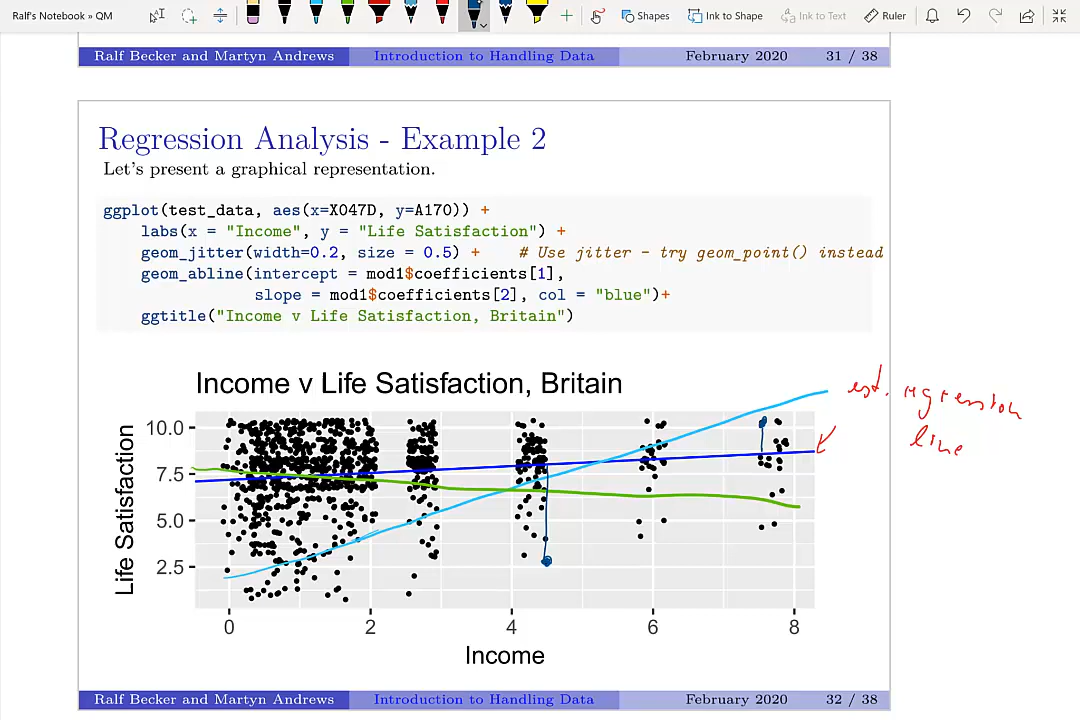 Ralf's Notebook » QM
Shapes
Ink to Shape
Ink to Text
Ruler
Ralf Becker and Martyn Andrews Introduction to Handling Data February 2020 31 / 38
Regression Analysis - Example 2
Let's present a graphical representation.
ggplot(test_data, aes(x=X047D, y=A170)) +
labs(x = "Income", y = "Life Satisfaction") +
geom_jitter(width=0.2, size = 0.5) + # Use jitter - try geom_point() instead
geom_abline(intercept = mod1$coefficients[1],
slope = mod1$coefficients[2], col = "blue")+
ggtitle("Income v Life Satisfaction, Britain")
Income v Life Satisfaction, Britain
est. regression
line
Life Satisfaction
10.0
7.5
5.0
2.5
0 2 4 6 8
Income
Ralf Becker and Martyn Andrews Introduction to Handling Data February 2020 32 / 38